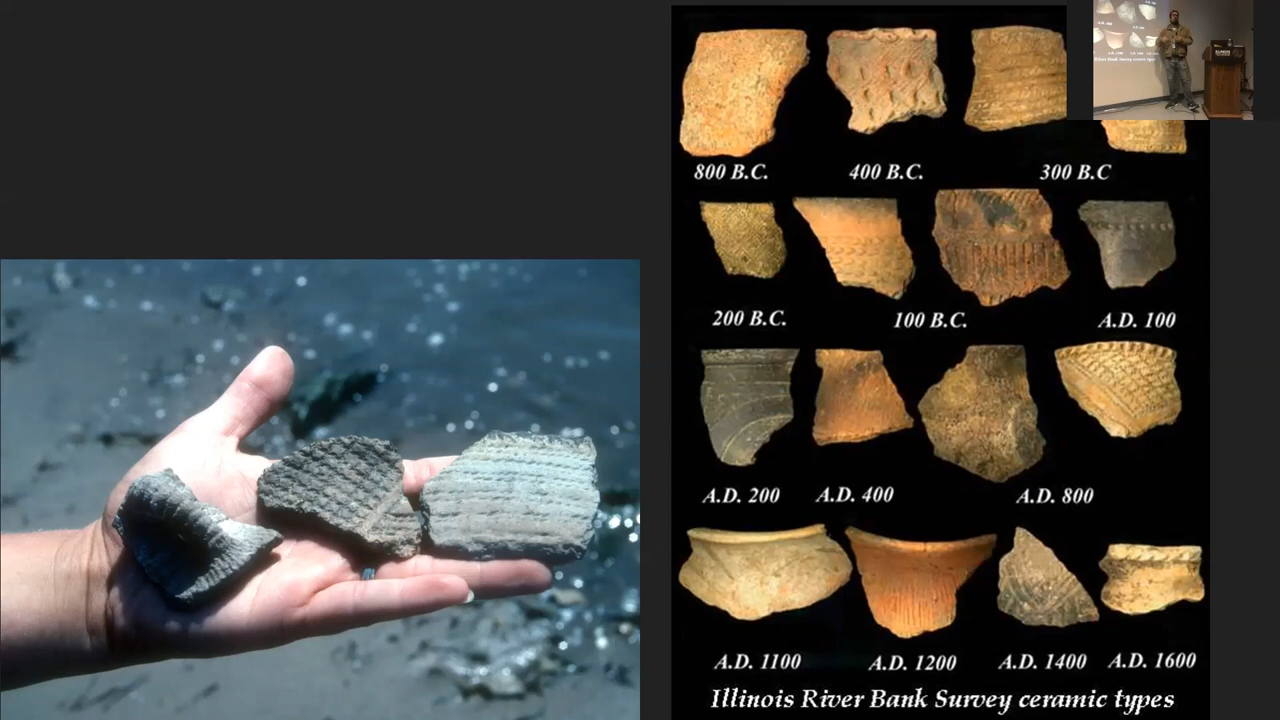 800 B.C.
400 B.C.
300 B.C
200 B.C.
100 B.C.
A.D. 100
A.D. 200
A.D. 400
A.D. 800
A.D. 1100
A.D. 1200
A.D. 1400
A.D. 1600
Illinois River Bank Survey ceramic types
ILLINOIS